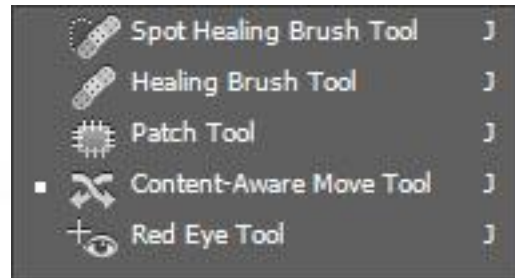 Spot Healing Brush Tool J
Healing Brush Tool J
Patch Tool J
Content-Aware Move Tool J
Red Eye Tool J